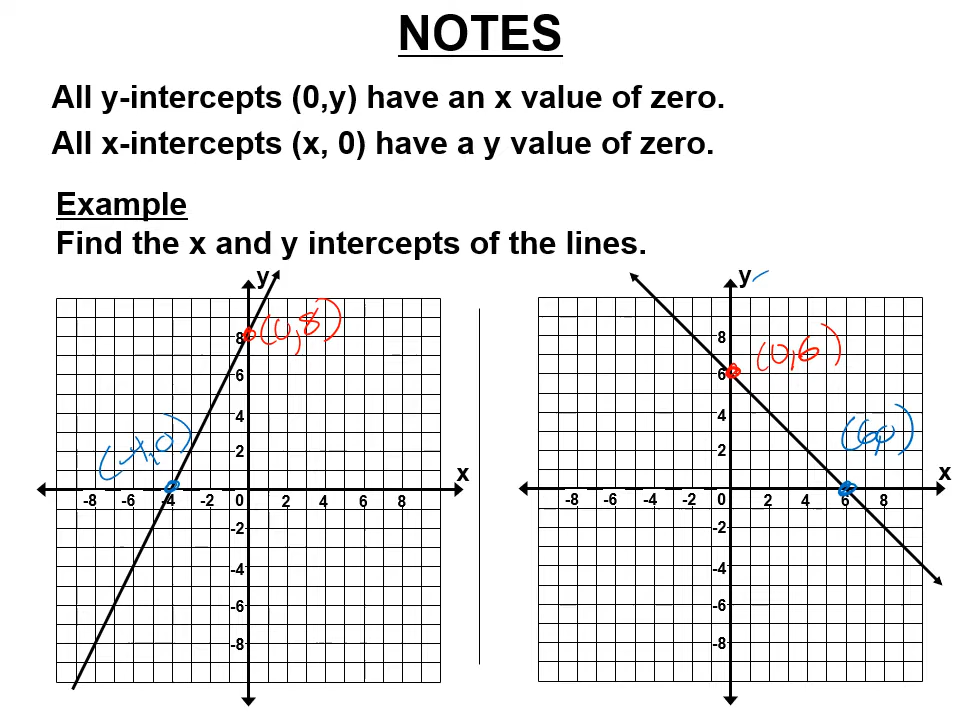 NOTES
All y-intercepts (0,y) have an x value of zero.
All x-intercepts (x, 0) have a y value of zero.
Example
Find the x and y intercepts of the lines.
y
(0,8)
8
6
4
(-4,0)
2
x
-8 -6 -4 -2 0 2 4 6 8
-2
-4
-6
-8
y
8
(0,6)
6
4
(6,0)
2
x
-8 -6 -4 -2 0 2 4 6 8
-2
-4
-6
-8